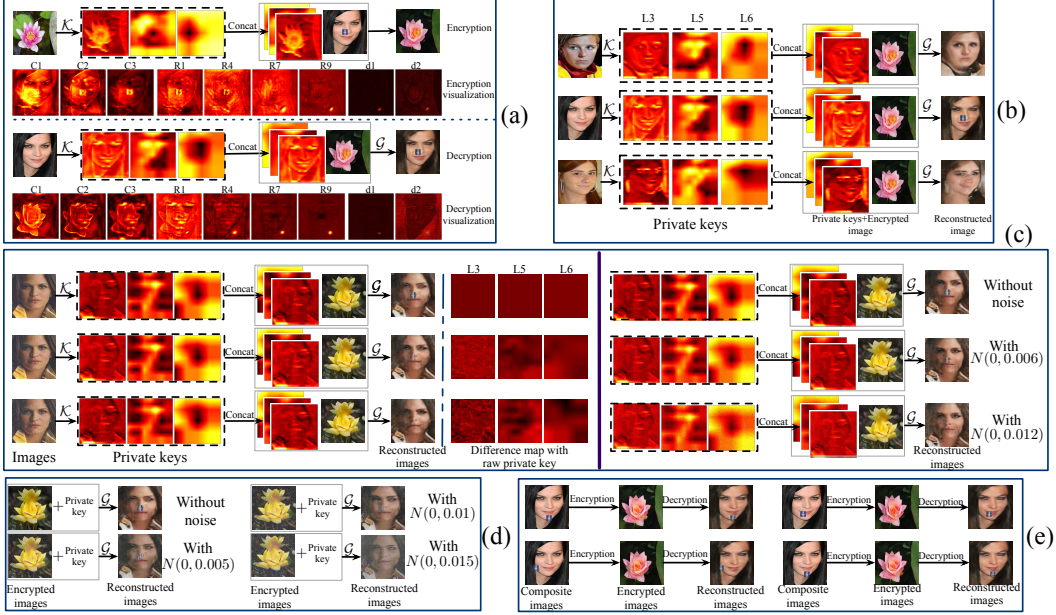 K
Concat
Encryption
C1 C2 C3 R1 R4 R7 R9 d1 d2
Encryption
visualization
(a)
K
Concat
G
Decryption
C1 C2 C3 R1 R4 R7 R9 d1 d2
Decryption
visualization
L3 L5 L6
K
Concat
G
K
Concat
G
(b)
K
Concat
G
Private keys
Private keys+Encrypted
image
Reconstructed
image
(c)
K
Concat
G
L3 L5 L6
K
Concat
G
K
Concat
G
Images
Private keys
Reconstructed
images
Difference map with
raw private key
Concat
G
Without
noise
Concat
G
With
N(0, 0.006)
Concat
G
With
N(0, 0.012)
Reconstructed
images
+ Private
key
G
Without
noise
+ Private
key
G
With
N(0, 0.01)
(d)
+ Private
key
G
With
N(0, 0.005)
+ Private
key
G
With
N(0, 0.015)
Encrypted
images
Reconstructed
images
Encrypted
images
Reconstructed
images
Encryption Decryption Encryption Decryption
(e)
Encryption Decryption Encryption Decryption
Composite
images
Encrypted
images
Reconstructed
images
Composite
images
Encrypted
images
Reconstructed
images